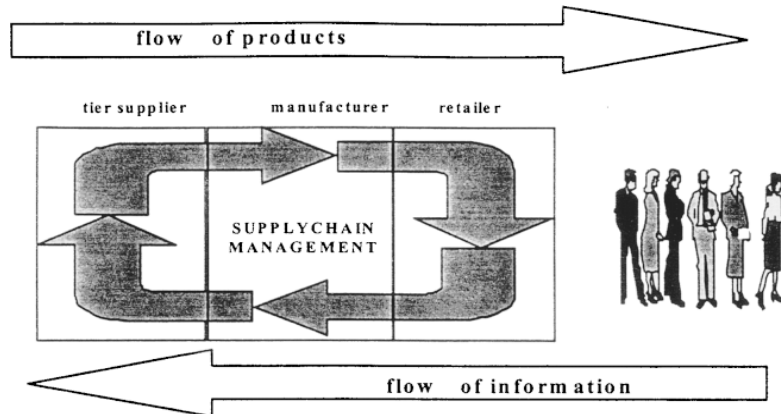 flow of products
tier supplier manufacturer retailer
SUPPLYCHAIN
MANAGEMENT
flow of information